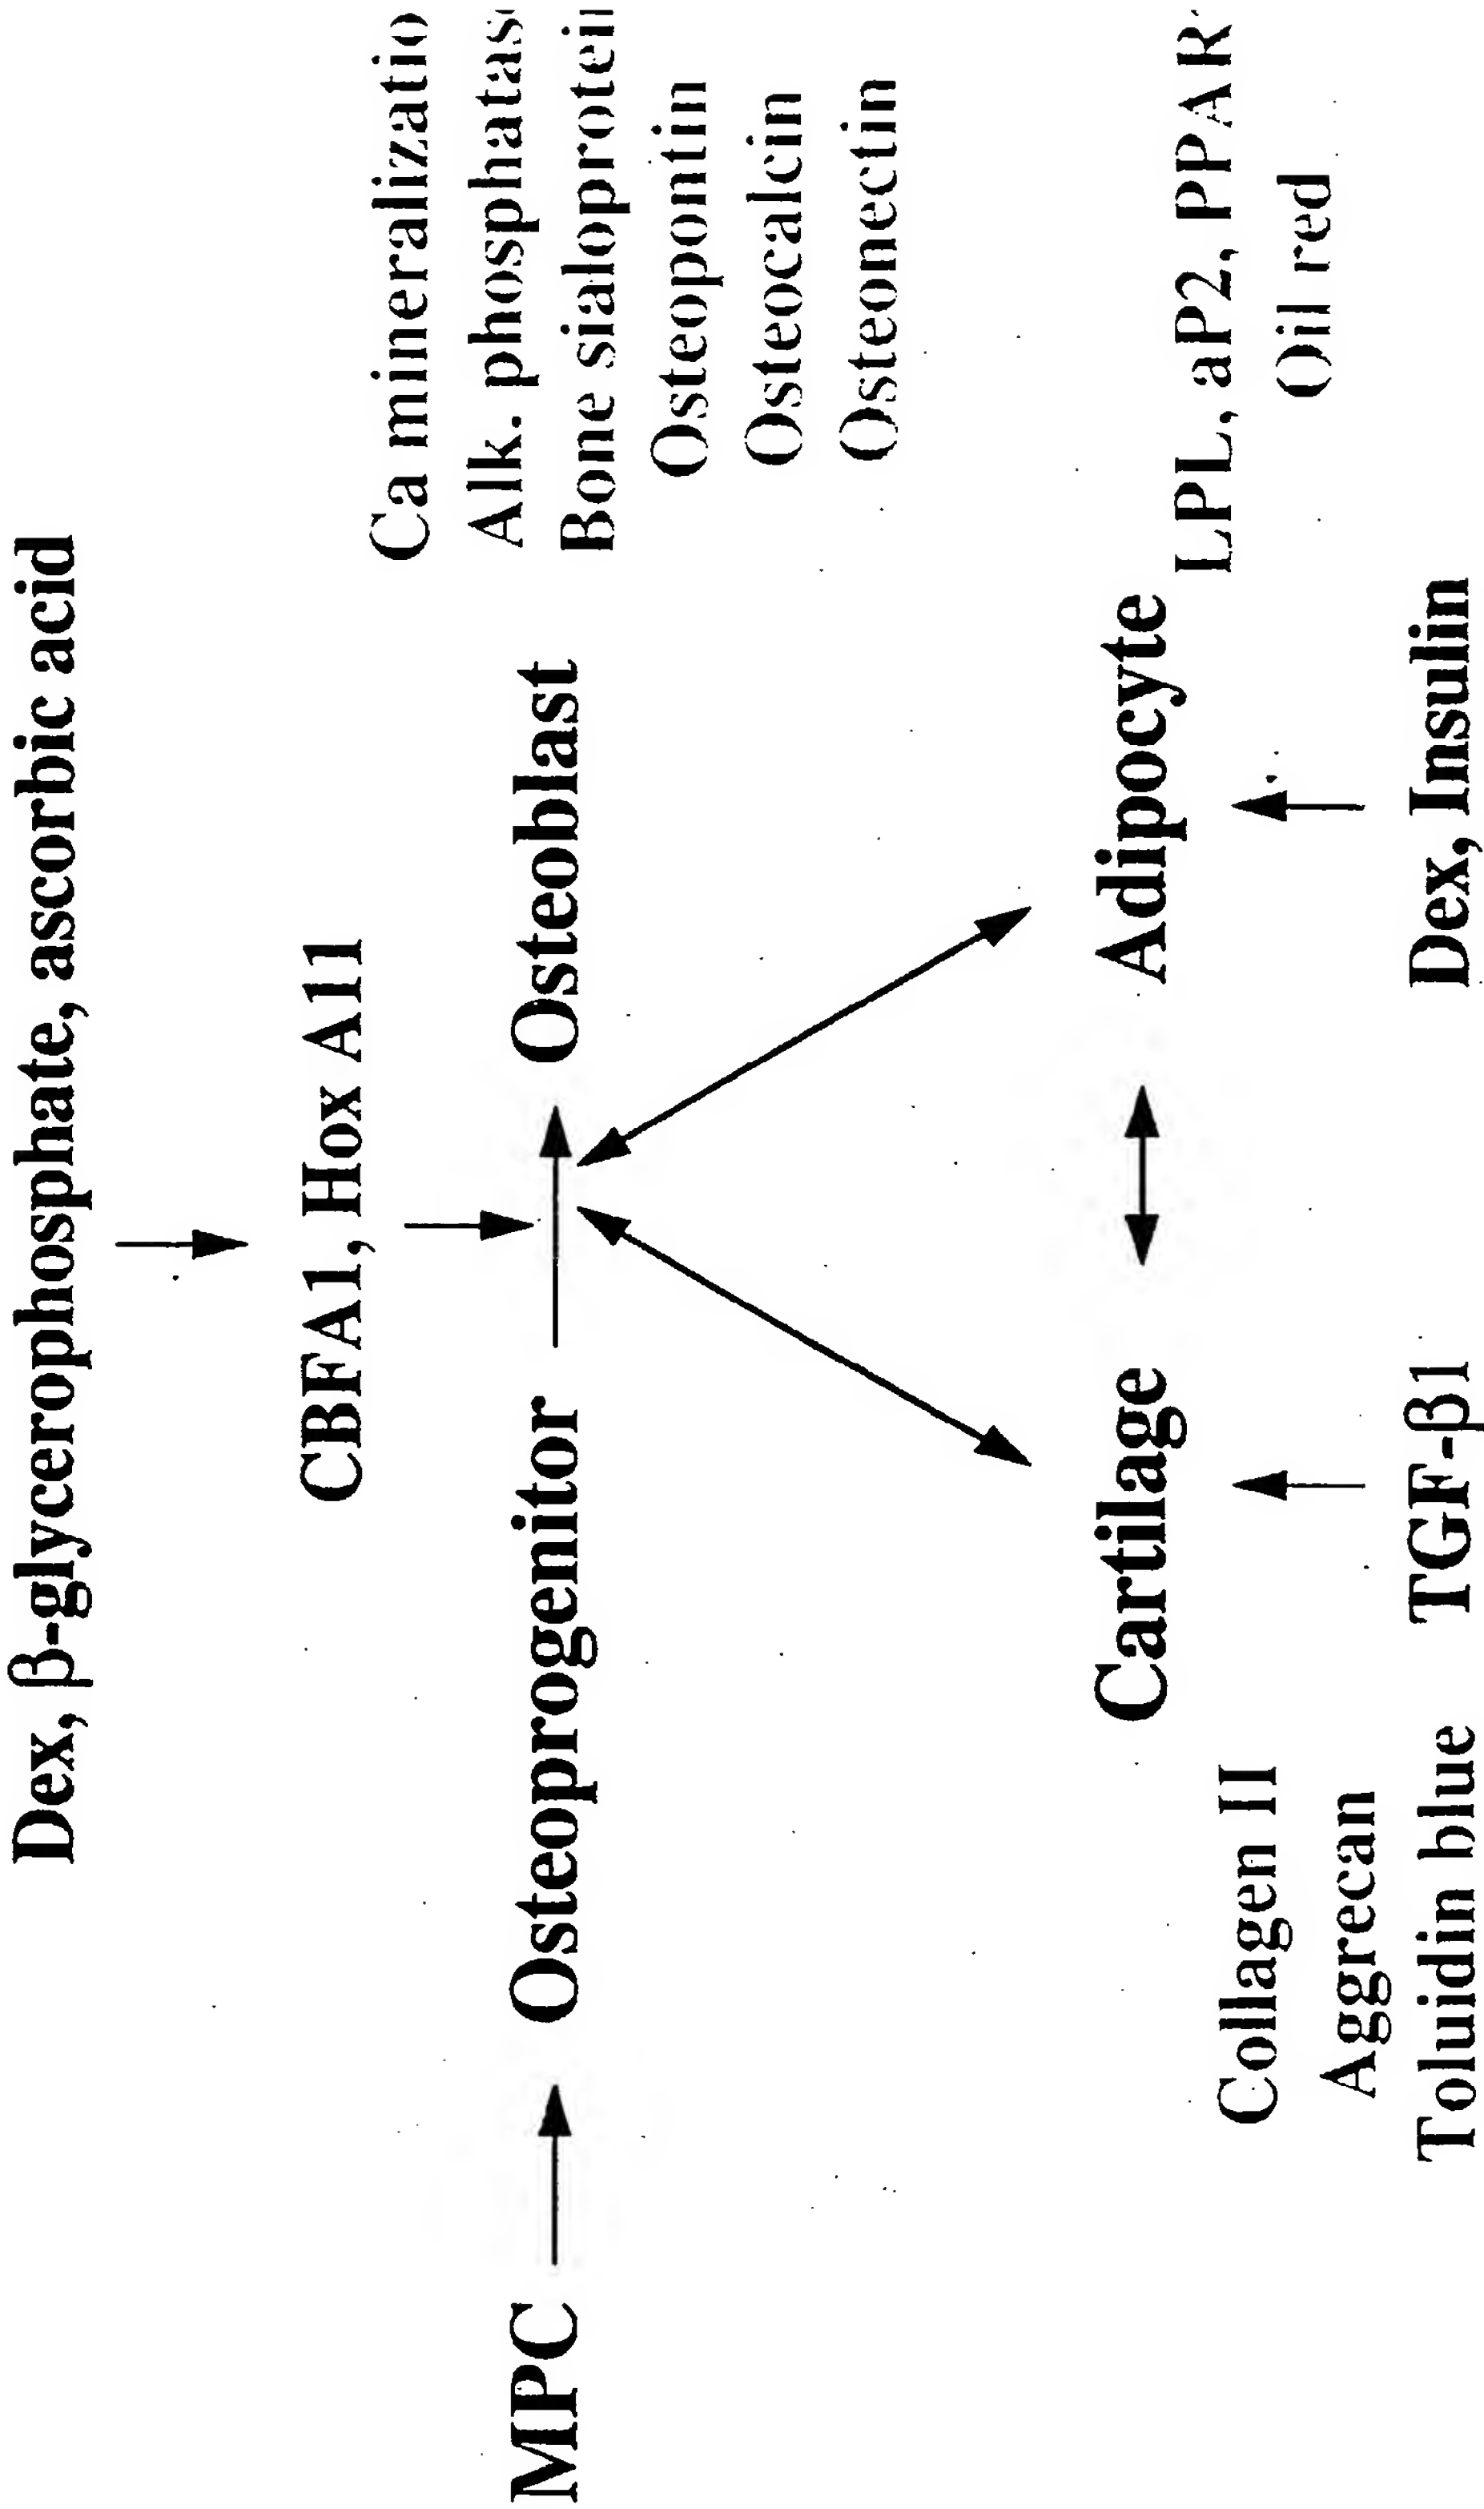 Dex, β-glycerophosphate, ascorbic acid
CBFA1, Hox A11
MPC
Osteoprogenitor
Osteoblast
Ca mineralizatio
Alk. phosphatas
Bone sialoprotei
Osteopontin
Osteocalcin
Osteonectin
Cartilage
Adipocyte
LPL, aP2, PPAR
Oil red
Collagen II
Aggrecan
Toluidin blue
TGF-β1
Dex, Insulin